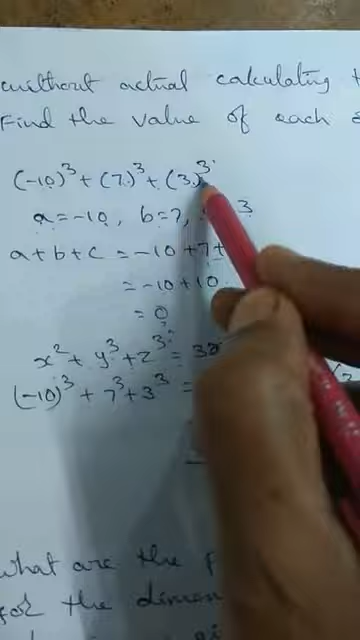 without actual calculating
Find the value of each
(-10)³ + (7)³ + (3)³
a = -10, b = 7, 3
a + b + c = -10 + 7 +
= -10 + 10
= 0
x² + y³ + z³ = 3
(-10)³ + 7³ + 3³ =
what are the
for the dimen